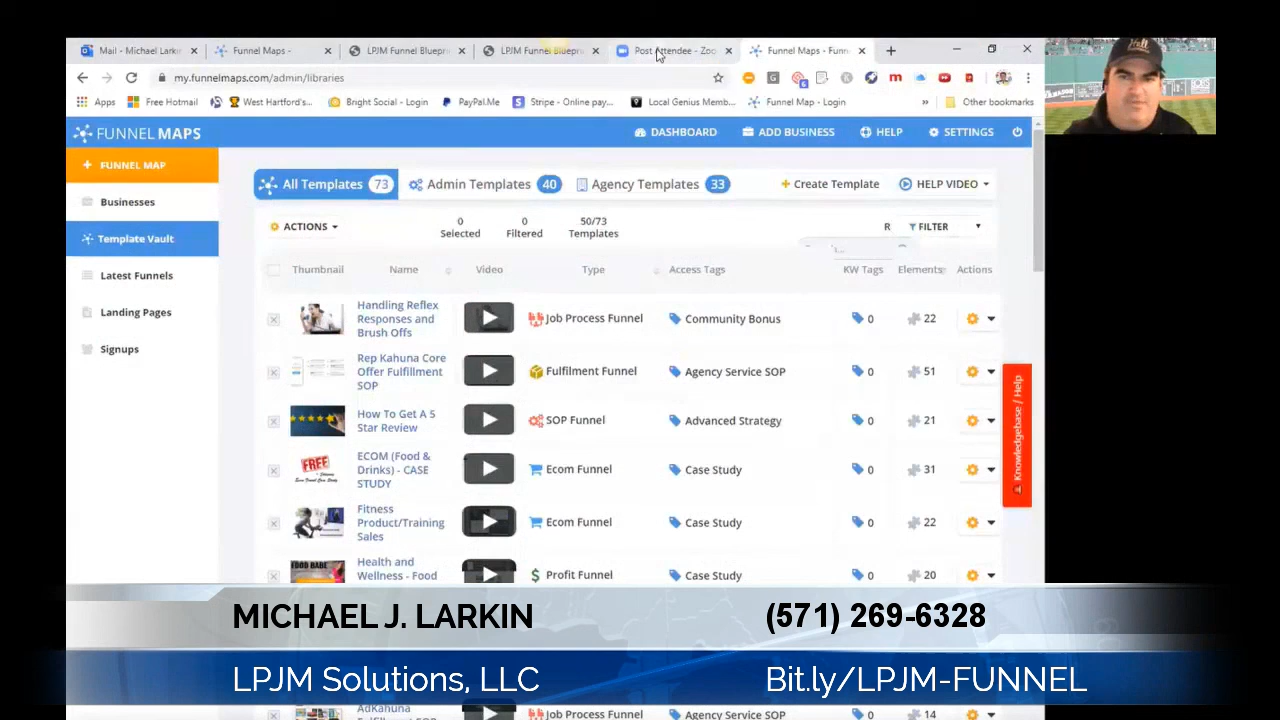 Mail - Michael Larkin
Funnel Maps -
LPJM Funnel Bluepri
LPJM Funnel Bluepri
Post Attendee - Zoo
Funnel Maps - Funn
my.funnelmaps.com/admin/libraries
Apps
Free Hotmail
West Hartford's...
Bright Social - Login
PayPal.Me
Stripe - Online pay...
Local Genius Memb...
Funnel Map - Login
»
Other bookmarks
FUNNEL MAPS
DASHBOARD
ADD BUSINESS
HELP
SETTINGS
+ FUNNEL MAP
Businesses
Template Vault
Latest Funnels
Landing Pages
Signups
All Templates 73
Admin Templates 40
Agency Templates 33
+ Create Template
HELP VIDEO
ACTIONS
0
Selected
0
Filtered
50/73
Templates
R
FILTER
Thumbnail
Name
Video
Type
Access Tags
KW Tags
Elements
Actions
Handling Reflex
Responses and
Brush Offs
Job Process Funnel
Community Bonus
0
22
Rep Kahuna Core
Offer Fulfillment
SOP
Fulfilment Funnel
Agency Service SOP
0
51
How To Get A 5
Star Review
SOP Funnel
Advanced Strategy
0
21
FREE
ECOM (Food &
Drinks) - CASE
STUDY
Ecom Funnel
Case Study
0
31
Fitness
Product/Training
Sales
Ecom Funnel
Case Study
0
22
FOOD BABE
Health and
Wellness - Food
Profit Funnel
Case Study
0
20
Knowledgebase / Help
MICHAEL J. LARKIN
(571) 269-6328
LPJM Solutions, LLC
Bit.ly/LPJM-FUNNEL
AdKahuna
Job Process Funnel
Agency Service SOP
0
14